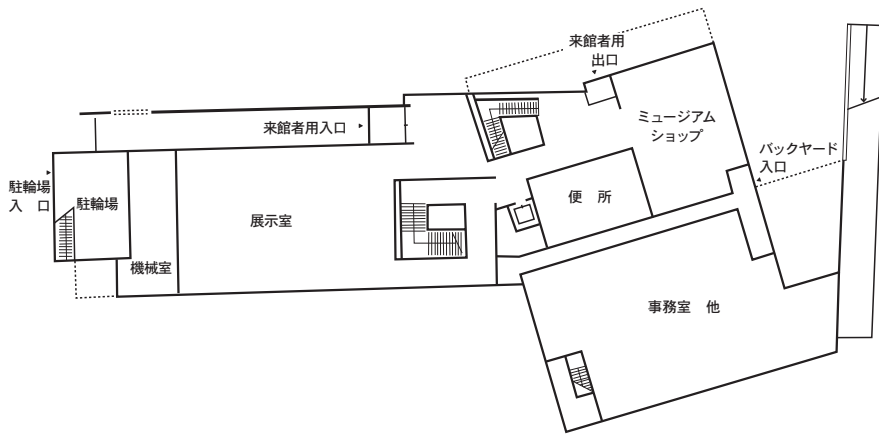 来館者用
出口
ミュージアム
ショップ
来館者用入口
バックヤード
入口
駐輪場
入　口
駐輪場
展示室
便　所
機械室
事務室　他